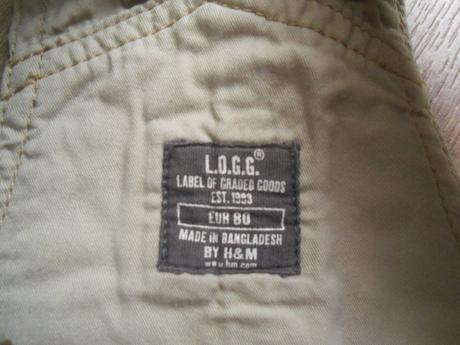 L.O.G.G.®
LABEL OF GRADED GOODS
EST. 1993
EUR 80
MADE IN BANGLADESH
BY H&M
www.hm.com